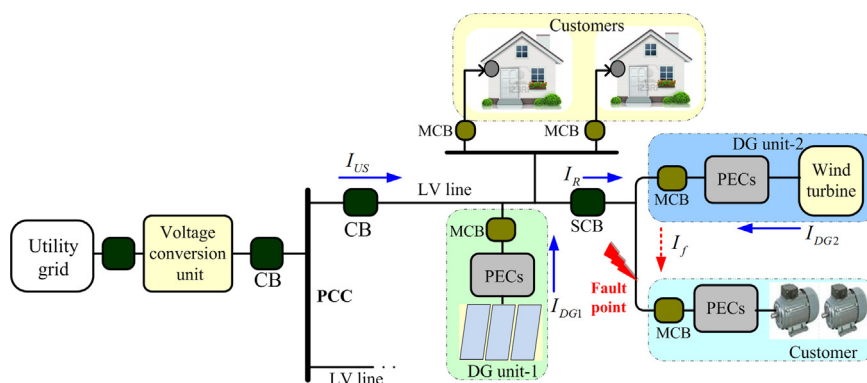 Customers
MCB
MCB
I_US
LV line
CB
I_R
SCB
DG unit-2
MCB
PECs
Wind
turbine
I_DG2
Utility
grid
Voltage
conversion
unit
CB
PCC
LV line . .
MCB
PECs
I_DG1
DG unit-1
Fault
point
I_f
MCB
PECs
Customer